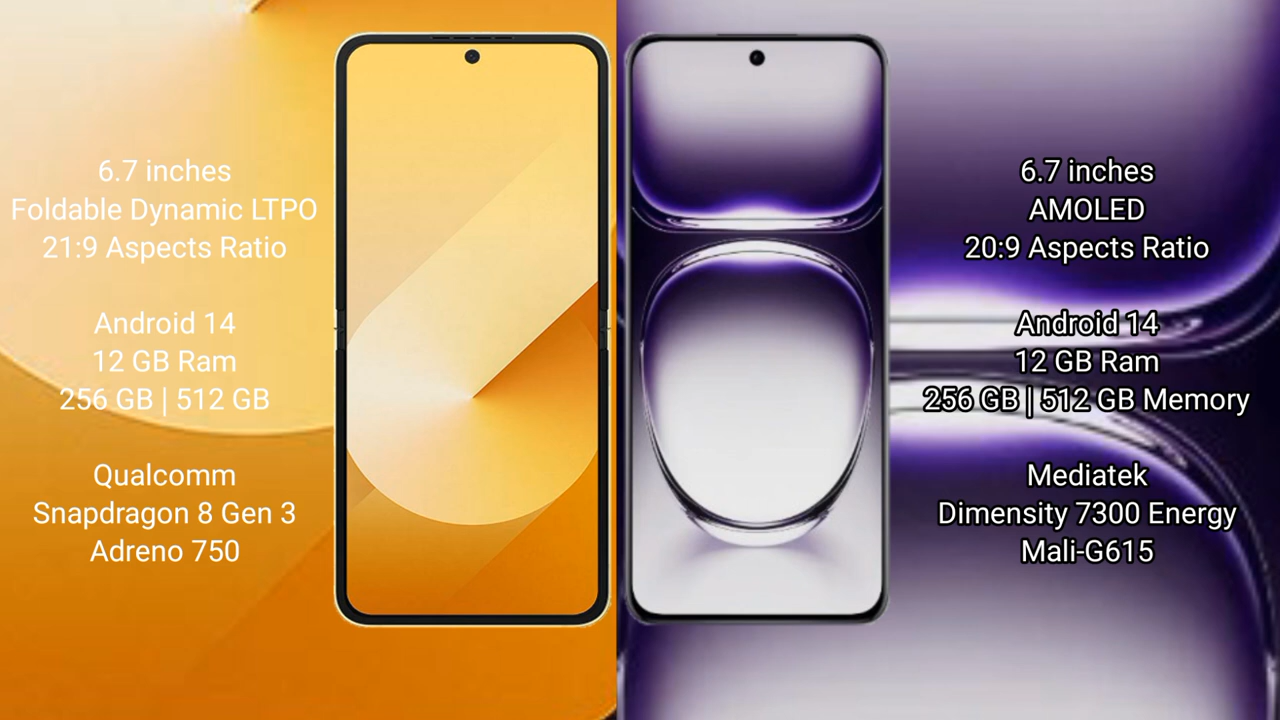 6.7 inches
Foldable Dynamic LTPO
21:9 Aspects Ratio
Android 14
12 GB Ram
256 GB | 512 GB
Qualcomm
Snapdragon 8 Gen 3
Adreno 750
6.7 inches
AMOLED
20:9 Aspects Ratio
Android 14
12 GB Ram
256 GB | 512 GB Memory
Mediatek
Dimensity 7300 Energy
Mali-G615